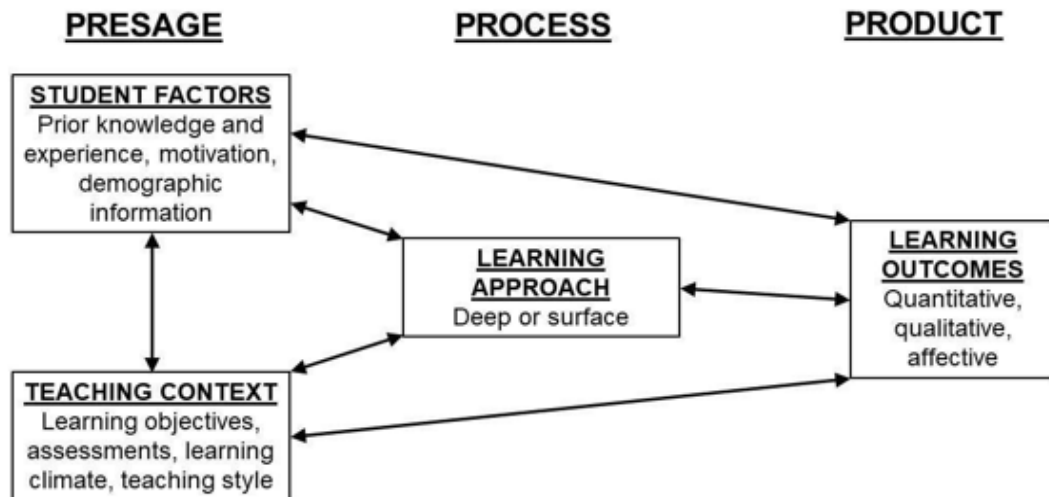 PRESAGE
PROCESS
PRODUCT
STUDENT FACTORS
Prior knowledge and
experience, motivation,
demographic
information
LEARNING
APPROACH
Deep or surface
LEARNING
OUTCOMES
Quantitative,
qualitative,
affective
TEACHING CONTEXT
Learning objectives,
assessments, learning
climate, teaching style